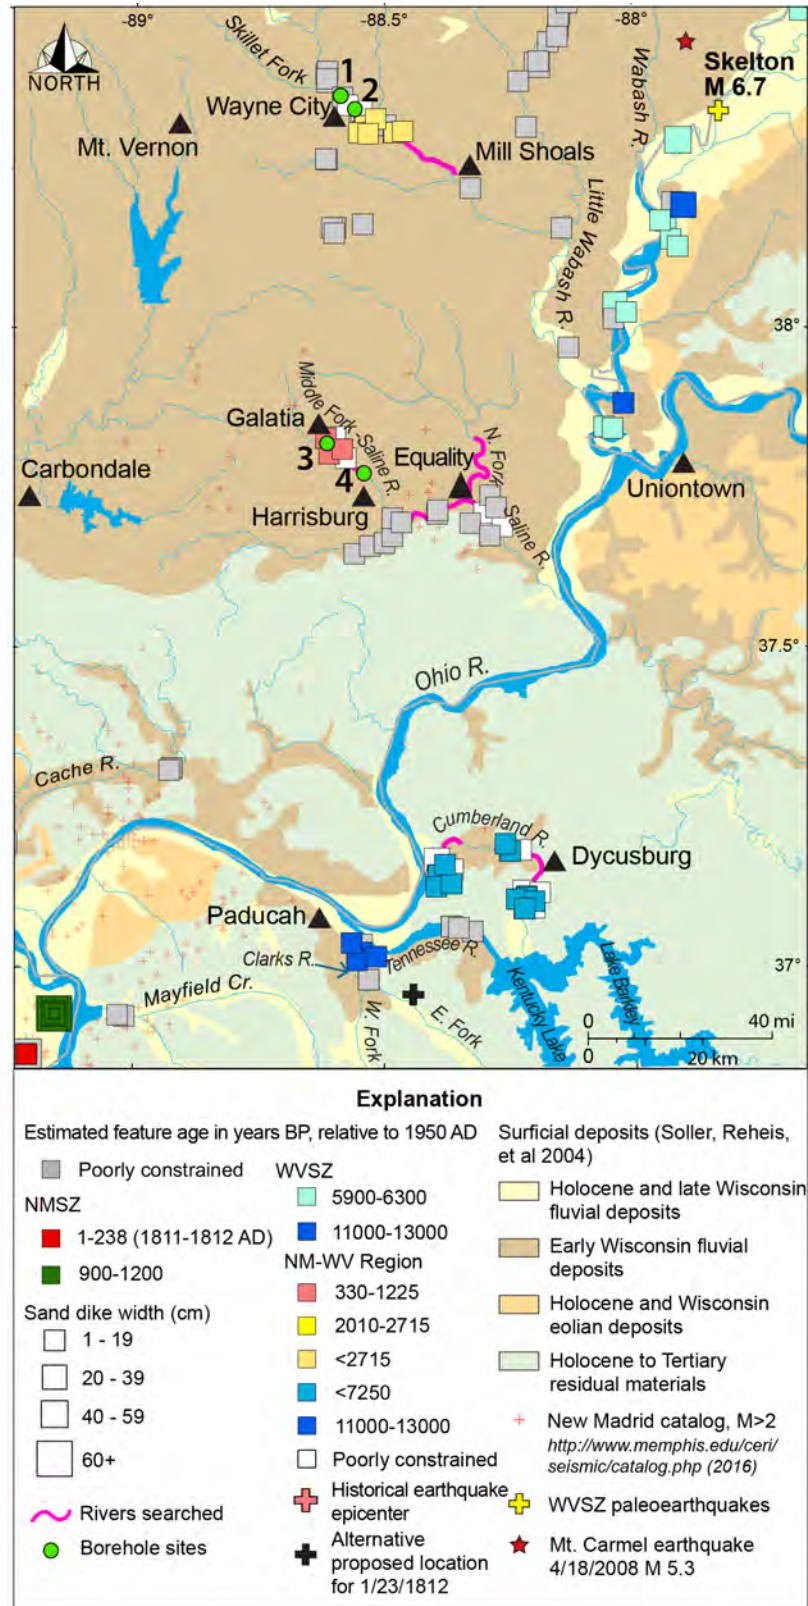 -89°
-88.5°
-88°
NORTH
Skillet Fork
1
2
Wayne City
Mt. Vernon
Mill Shoals
Wabash R.
Skelton
M 6.7
Little Wabash R.
38°
Galatia
Middle Fork Saline R.
3
4
Carbondale
Harrisburg
Equality
N. Fork
Saline R.
Uniontown
37.5°
Ohio R.
Cache R.
Cumberland R.
Dycusburg
Paducah
Clarks R.
Tennessee R.
Mayfield Cr.
W. Fork
E. Fork
Kentucky Lake
Lake Barkley
37°
0 40 mi
0 20 km
Explanation
Estimated feature age in years BP, relative to 1950 AD
Poorly constrained
NMSZ
1-238 (1811-1812 AD)
900-1200
Sand dike width (cm)
1 - 19
20 - 39
40 - 59
60+
Rivers searched
Borehole sites
WVSZ
5900-6300
11000-13000
NM-WV Region
330-1225
2010-2715
<2715
<7250
11000-13000
Poorly constrained
Historical earthquake
epicenter
Alternative
proposed location
for 1/23/1812
Surficial deposits (Soller, Reheis,
et al 2004)
Holocene and late Wisconsin
fluvial deposits
Early Wisconsin fluvial
deposits
Holocene and Wisconsin
eolian deposits
Holocene to Tertiary
residual materials
New Madrid catalog, M>2
http://www.memphis.edu/ceri/
seismic/catalog.php (2016)
WVSZ paleoearthquakes
Mt. Carmel earthquake
4/18/2008 M 5.3